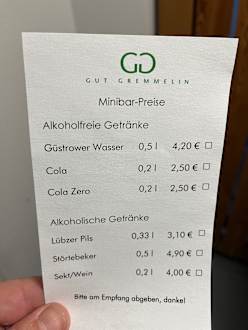 GG
GUT GREMMELIN
Minibar-Preise
Alkoholfreie Getränke
Güstrower Wasser 0,5 l 4,20 € ☐
Cola 0,2 l 2,50 € ☐
Cola Zero 0,2 l 2,50 € ☐
Alkoholische Getränke
Lübzer Pils 0,33 l 3,10 € ☐
Störtebeker 0,5 l 4,90 € ☐
Sekt/Wein 0,2 l 4,00 € ☐
Bitte am Empfang abgeben, danke!